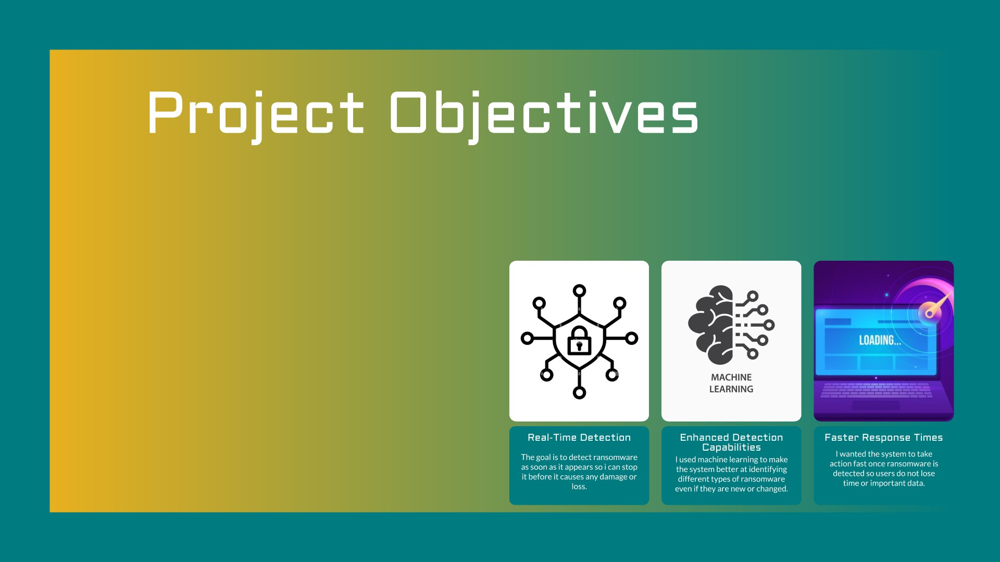 Project Objectives
MACHINE
LEARNING
LOADING...
Real-Time Detection
The goal is to detect ransomware
as soon as it appears so i can stop
it before it causes any damage or
loss.
Enhanced Detection
Capabilities
I used machine learning to make
the system better at identifying
different types of ransomware
even if they are new or changed.
Faster Response Times
I wanted the system to take
action fast once ransomware is
detected so users do not lose
time or important data.